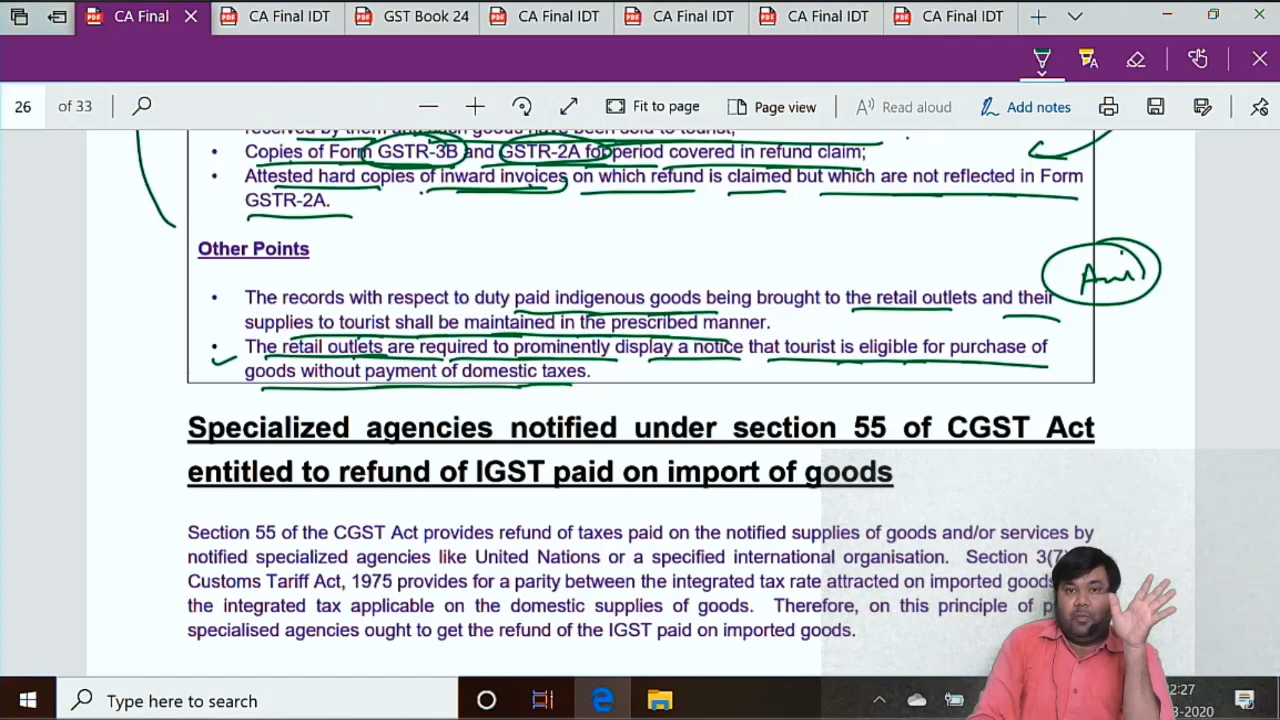 CA Final
CA Final IDT
GST Book 24
CA Final IDT
CA Final IDT
CA Final IDT
CA Final IDT
26 of 33
Fit to page
Page view
Read aloud
Add notes
Copies of Form GSTR-3B and GSTR-2A for period covered in refund claim;
Attested hard copies of inward invoices on which refund is claimed but which are not reflected in Form
GSTR-2A.
Other Points
The records with respect to duty paid indigenous goods being brought to the retail outlets and their
supplies to tourist shall be maintained in the prescribed manner.
The retail outlets are required to prominently display a notice that tourist is eligible for purchase of
goods without payment of domestic taxes.
Specialized agencies notified under section 55 of CGST Act
entitled to refund of IGST paid on import of goods
Section 55 of the CGST Act provides refund of taxes paid on the notified supplies of goods and/or services by
notified specialized agencies like United Nations or a specified international organisation. Section 3(7)
Customs Tariff Act, 1975 provides for a parity between the integrated tax rate attracted on imported goods
the integrated tax applicable on the domestic supplies of goods. Therefore, on this principle of
specialised agencies ought to get the refund of the IGST paid on imported goods.
Type here to search
2:27
-2020